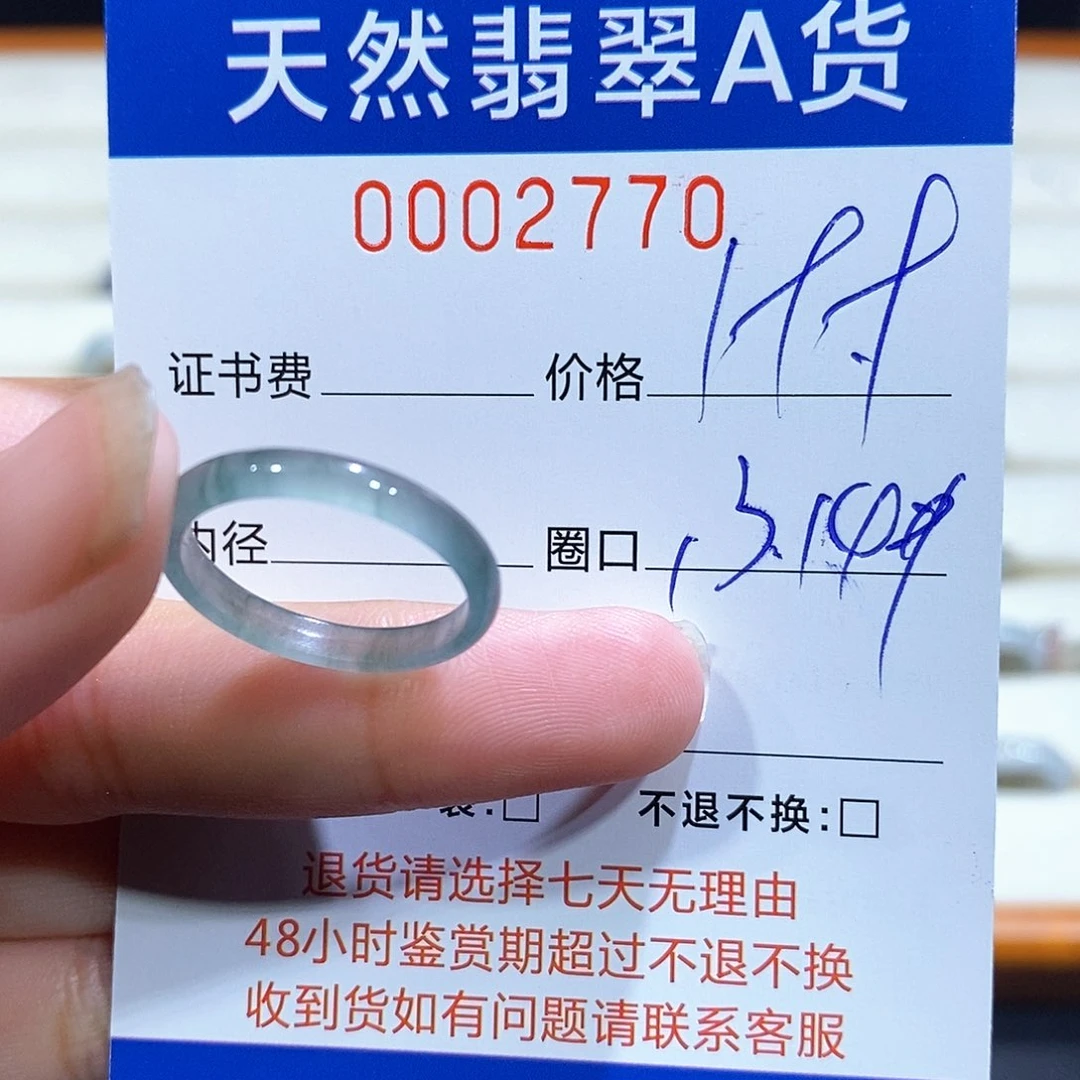 天然翡翠A货
0002770
证书费 价格
内径 圈口
装:□ 不退不换:□
退货请选择七天无理由
48小时鉴赏期超过不退不换
收到货如有问题请联系客服